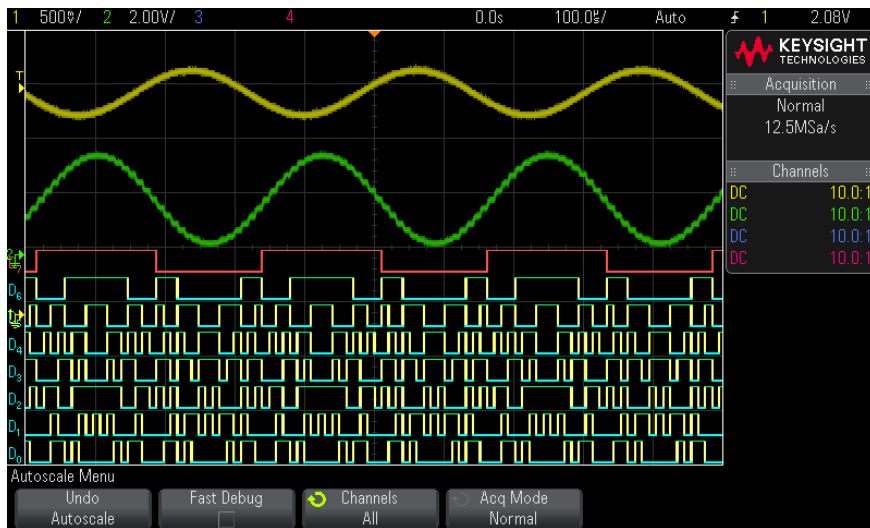 1 500㎷/ 2 2.00V/ 3 4 0.0s 100.0㎲/ Auto 1 2.08V
KEYSIGHT
TECHNOLOGIES
Acquisition
Normal
12.5MSa/s
Channels
DC 10.0:1
DC 10.0:1
DC 10.0:1
DC 10.0:1
T
2
D6
D4
D3
D2
D1
D0
Autoscale Menu
Undo
Autoscale
Fast Debug
Channels
All
Acq Mode
Normal